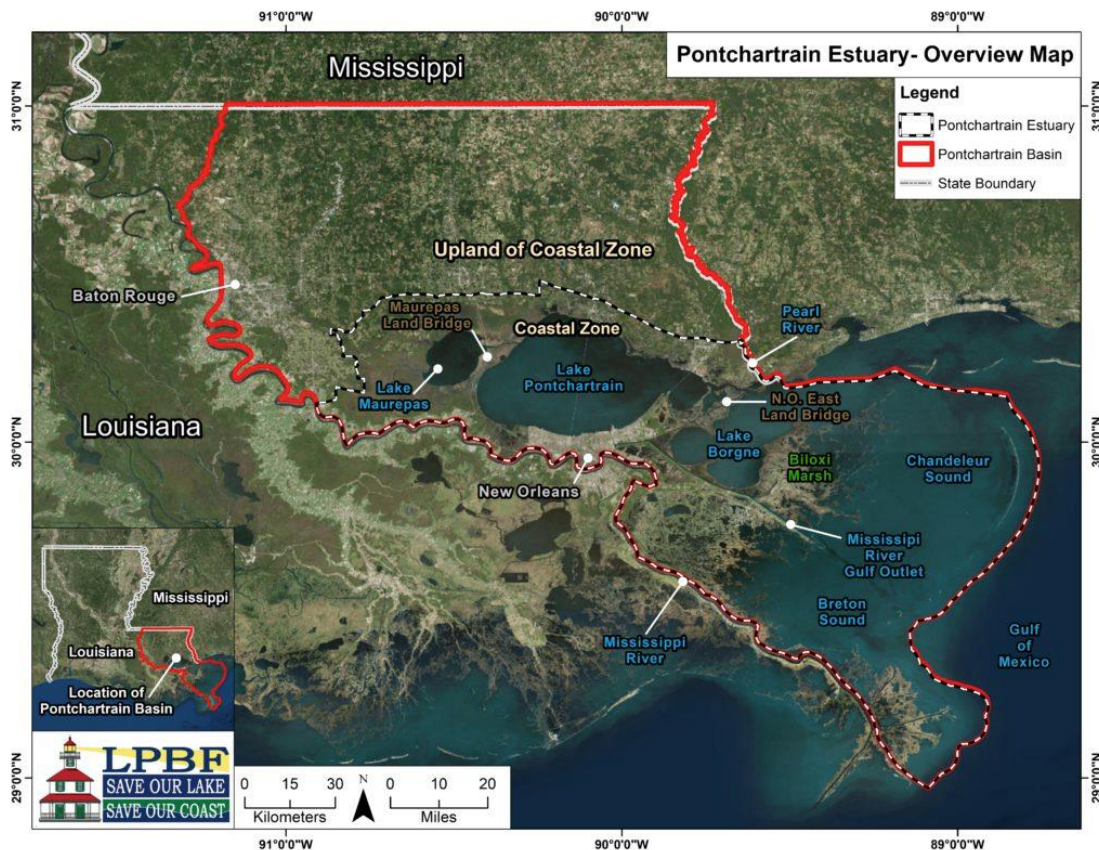 91°0'0"W
90°0'0"W
89°0'0"W
Pontchartrain Estuary- Overview Map
Legend
Pontchartrain Estuary
Pontchartrain Basin
State Boundary
Mississippi
31°0'0"N
31°0'0"N
Upland of Coastal Zone
Baton Rouge
Maurepas
Land Bridge
Coastal Zone
Pearl
River
Lake
Pontchartrain
Lake
Maurepas
N.O. East
Land Bridge
Louisiana
30°0'0"N
30°0'0"N
Lake
Borgne
Biloxi
Marsh
Chandeleur
Sound
New Orleans
Mississipi
River
Gulf Outlet
Breton
Sound
Mississippi
River
Gulf
of
Mexico
Mississippi
Louisiana
Location of
Pontchartrain Basin
LPBF
SAVE OUR LAKE
SAVE OUR COAST
0 15 30
Kilometers
N
0 10 20
Miles
29°0'0"N
29°0'0"N
91°0'0"W
90°0'0"W
89°0'0"W